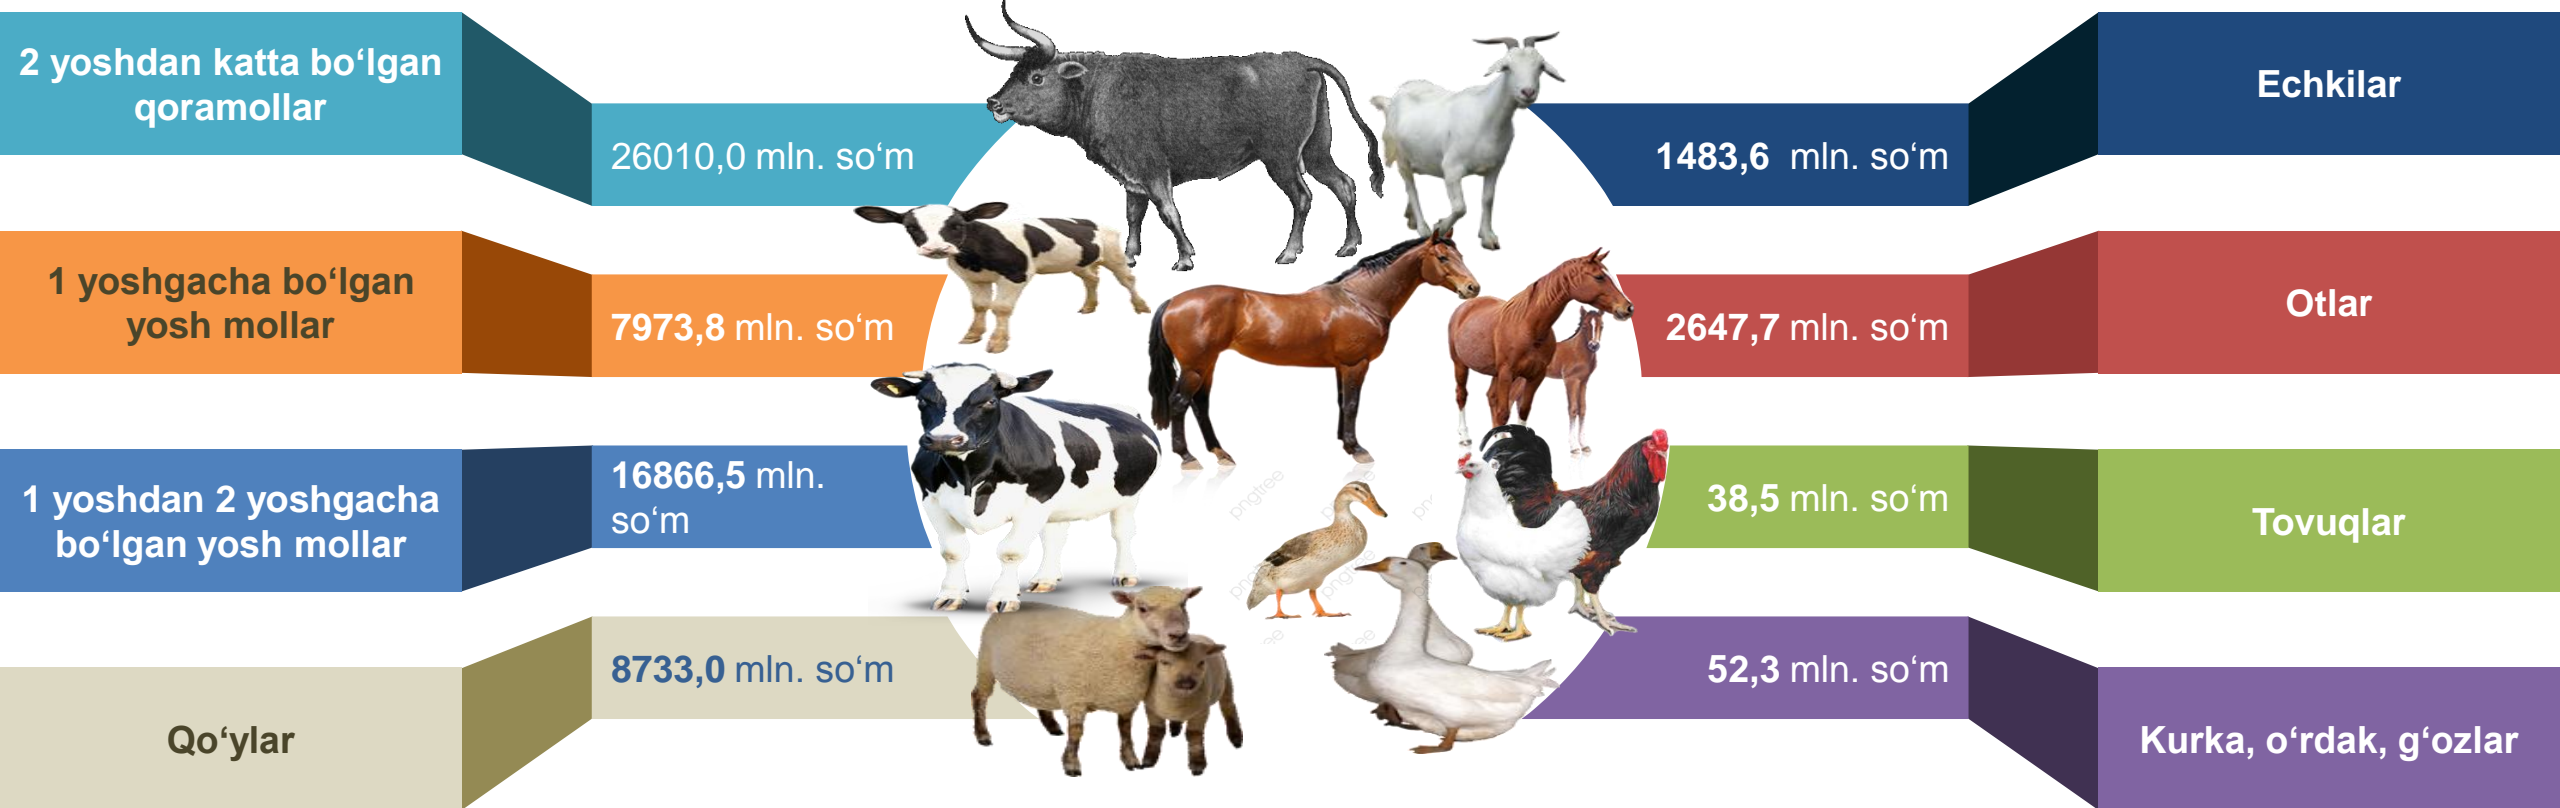 2 yoshdan katta bo‘lgan
qoramollar
26010,0 mln. so‘m
1 yoshgacha bo‘lgan
yosh mollar
7973,8 mln. so‘m
1 yoshdan 2 yoshgacha
bo‘lgan yosh mollar
16866,5 mln.
so‘m
Qo‘ylar
8733,0 mln. so‘m
Echkilar
1483,6 mln. so‘m
Otlar
2647,7 mln. so‘m
Tovuqlar
38,5 mln. so‘m
Kurka, o‘rdak, g‘ozlar
52,3 mln. so‘m
pngtree
pngtree